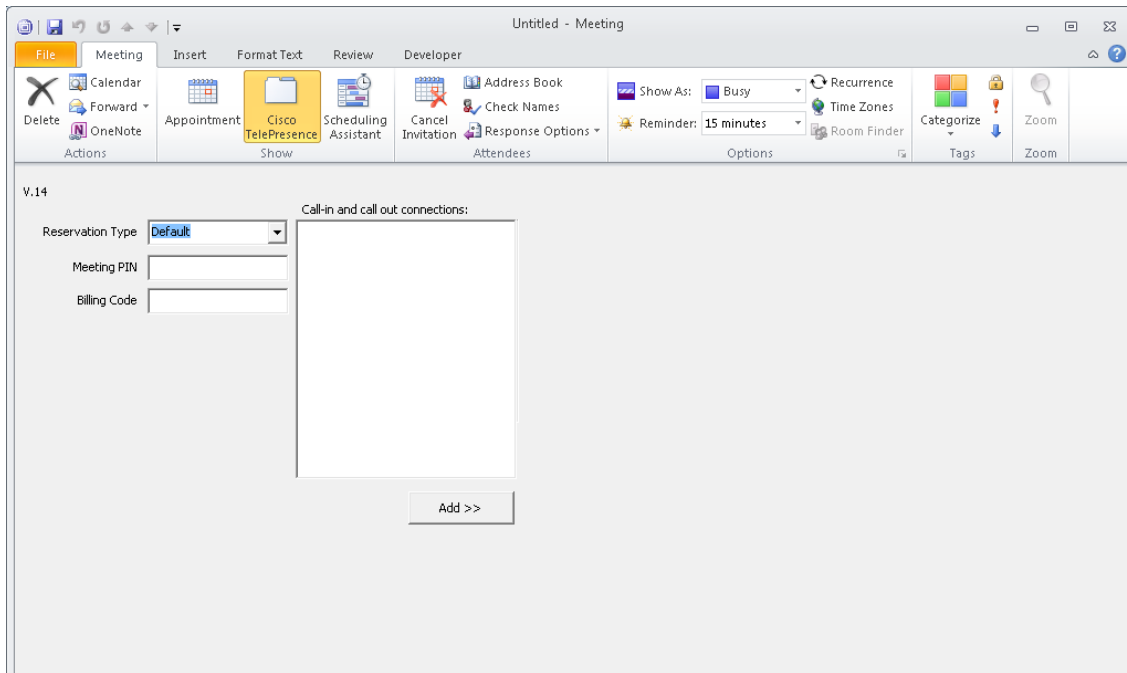 Untitled - Meeting
File Meeting Insert Format Text Review Developer
Calendar
Forward
OneNote
Delete
Actions
Appointment
Cisco
TelePresence
Scheduling
Assistant
Show
Cancel
Invitation
Address Book
Check Names
Response Options
Attendees
Show As: Busy
Reminder: 15 minutes
Recurrence
Time Zones
Room Finder
Options
Categorize
Tags
Zoom
Zoom
V.14
Call-in and call out connections:
Reservation Type Default
Meeting PIN
Billing Code
Add >>